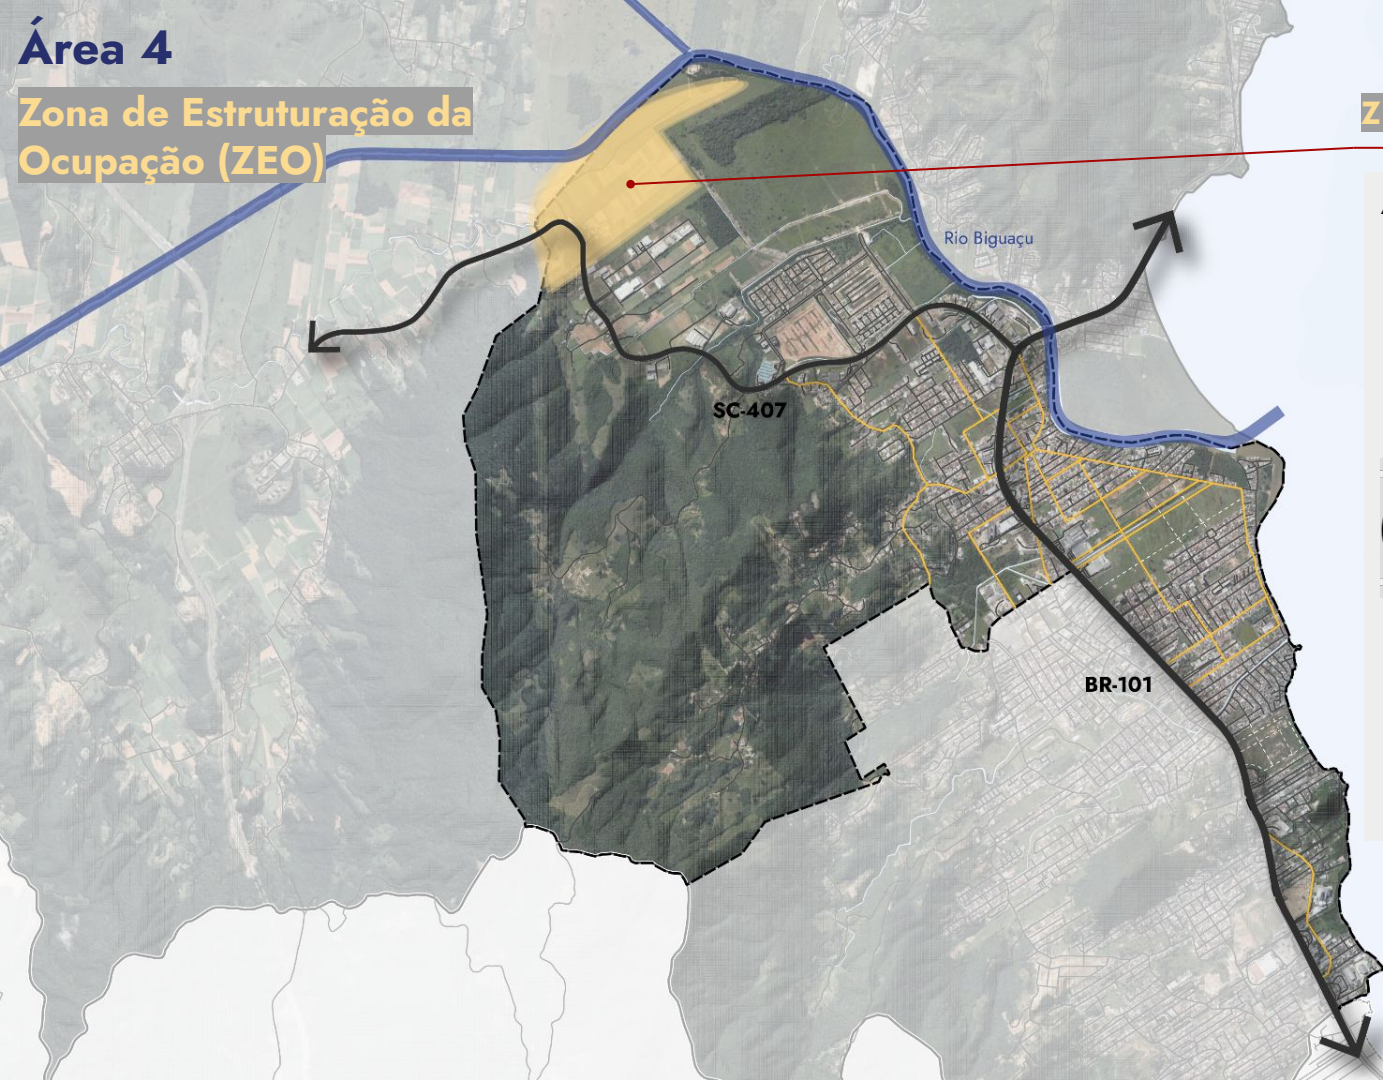 Área 4
Zona de Estruturação da
Ocupação (ZEO)
Z
Rio Biguaçu
SC-407
BR-101